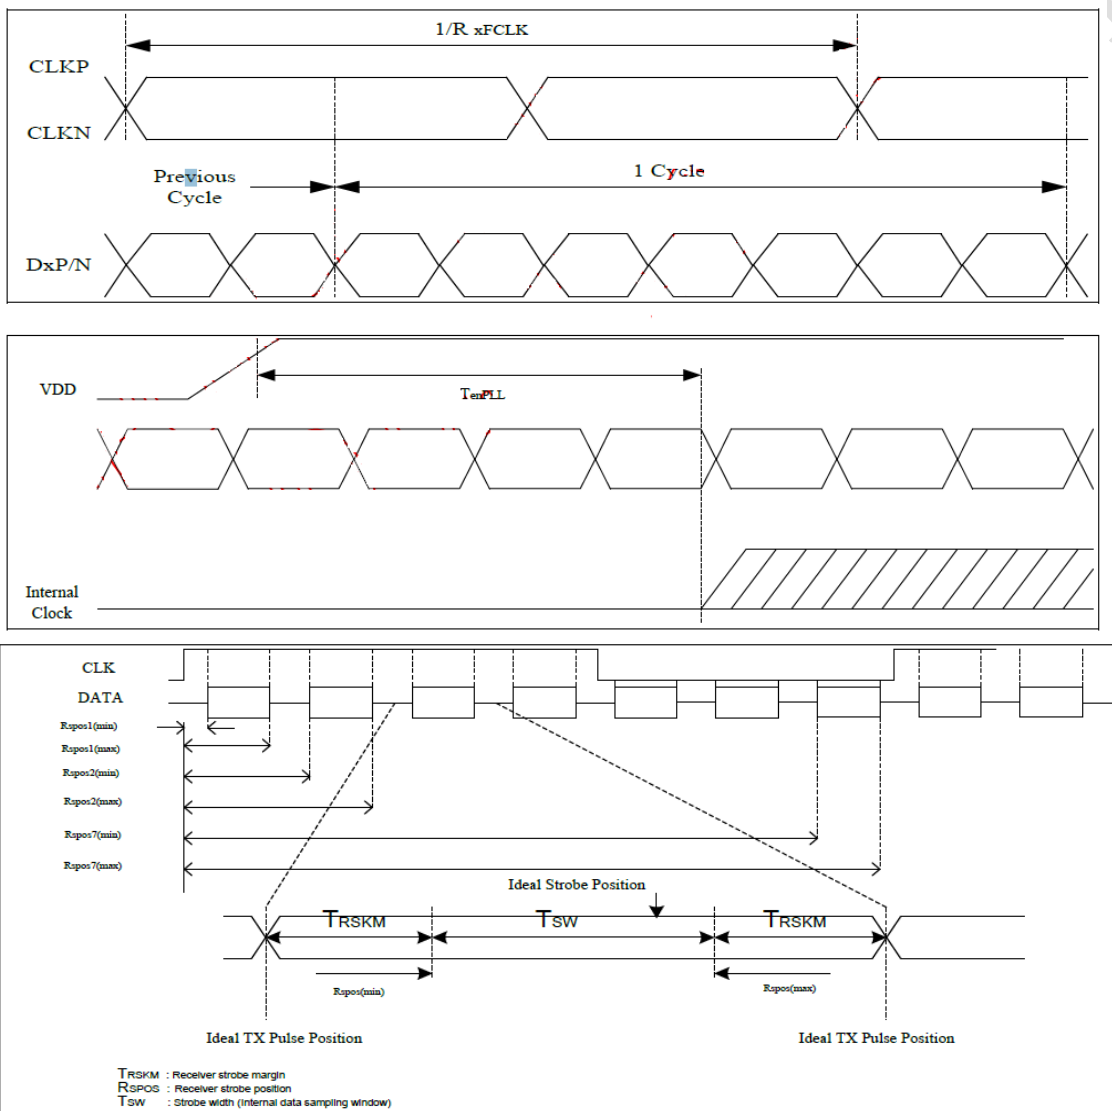 1/R xFCLK
CLKP
CLKN
Previous
Cycle
1 Cycle
DxP/N
VDD
TenPLL
Internal
Clock
CLK
DATA
Rspos1(min)
Rspos1(max)
Rspos2(min)
Rspos2(max)
Rspos7(min)
Rspos7(max)
Ideal Strobe Position
TRSKM TSW TRSKM
Rspos(min) Rspos(max)
Ideal TX Pulse Position Ideal TX Pulse Position
TRSKM : Receiver strobe margin
RSPOS : Receiver strobe position
TSW : Strobe width (Internal data sampling window)